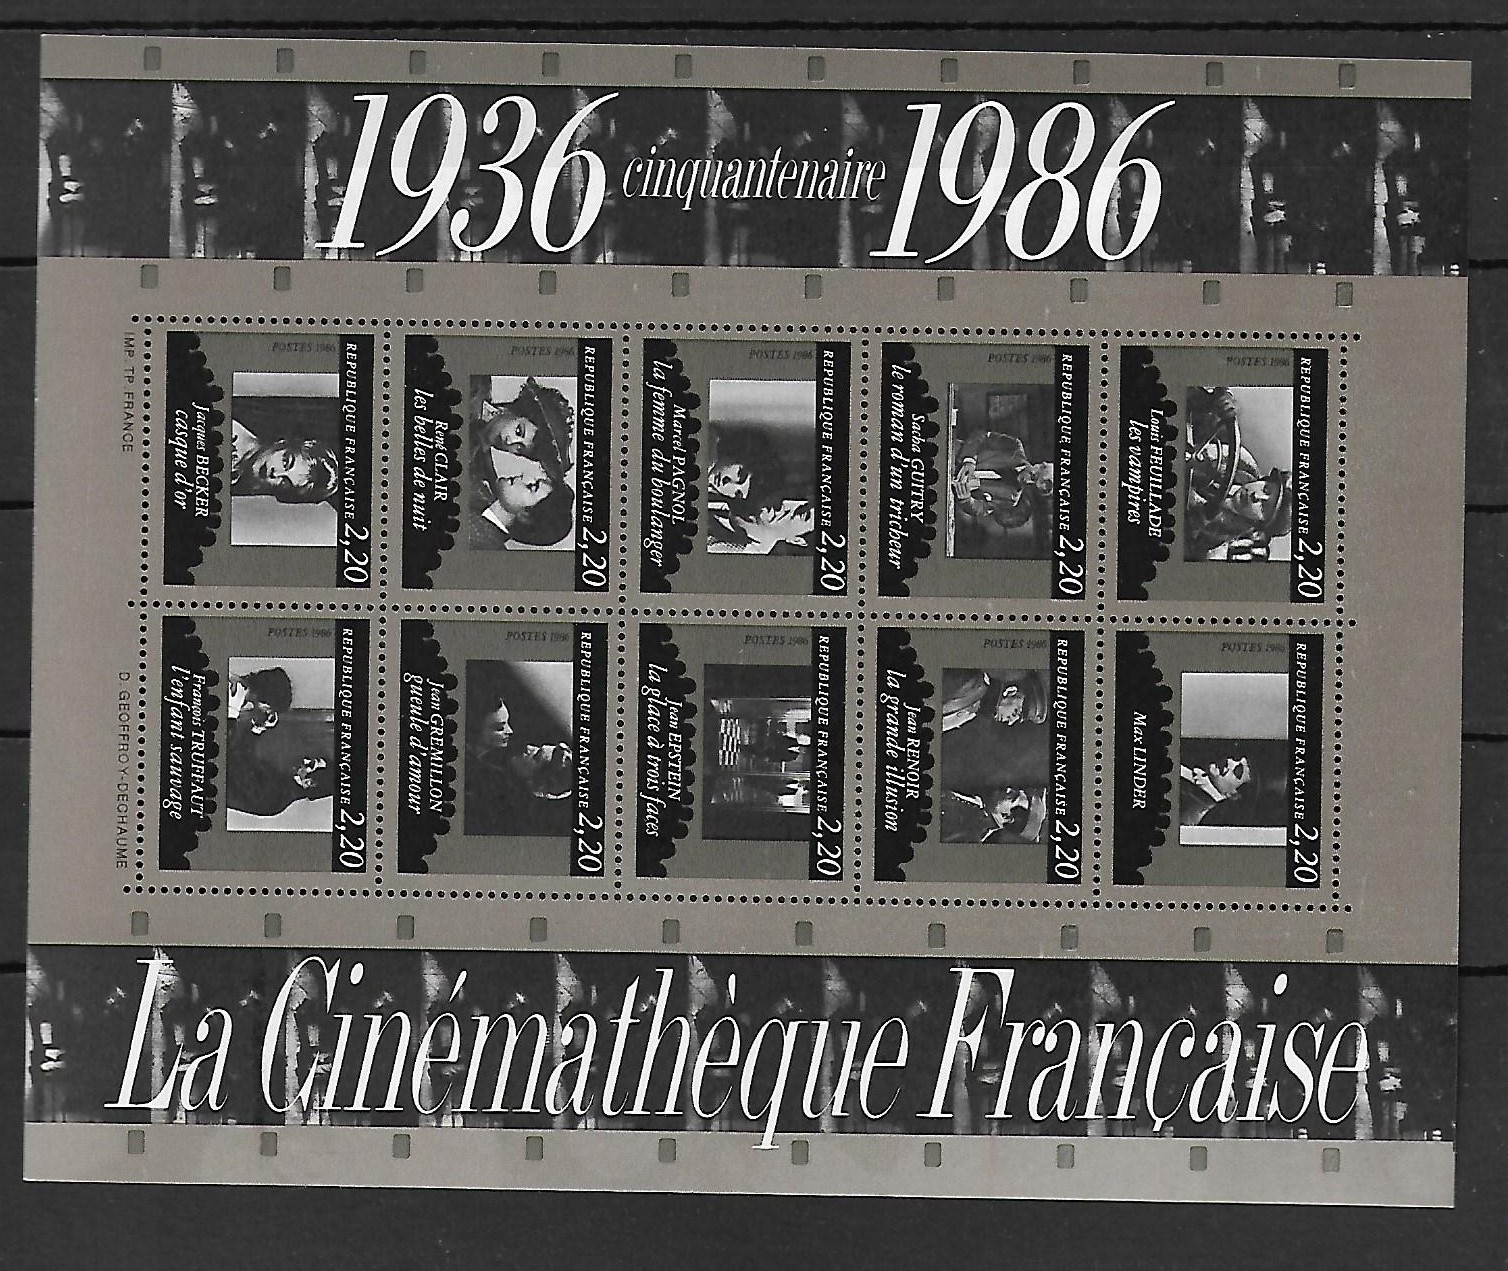 1936 cinquantenaire 1986
POSTES 1986
REPUBLIQUE FRANÇAISE 2,20
Jacques BECKER
casque d'or
POSTES 1986
REPUBLIQUE FRANÇAISE 2,20
René CLAIR
les belles de nuit
POSTES 1986
REPUBLIQUE FRANÇAISE 2,20
Marcel PAGNOL
la femme du boulanger
POSTES 1986
REPUBLIQUE FRANÇAISE 2,20
Sacha GUITRY
le roman d'un tricheur
POSTES 1986
REPUBLIQUE FRANÇAISE 2,20
Louis FEUILLADE
les vampires
POSTES 1986
REPUBLIQUE FRANÇAISE 2,20
François TRUFFAUT
l'enfant sauvage
POSTES 1986
REPUBLIQUE FRANÇAISE 2,20
Jean GREMILLON
gueule d'amour
POSTES 1986
REPUBLIQUE FRANÇAISE 2,20
Jean EPSTEIN
la glace à trois faces
POSTES 1986
REPUBLIQUE FRANÇAISE 2,20
Jean RENOIR
la grande illusion
POSTES 1986
REPUBLIQUE FRANÇAISE 2,20
Max LINDER
IMP. TP. FRANCE
D. GEOFFROY-DECHAUME
La Cinémathèque Française